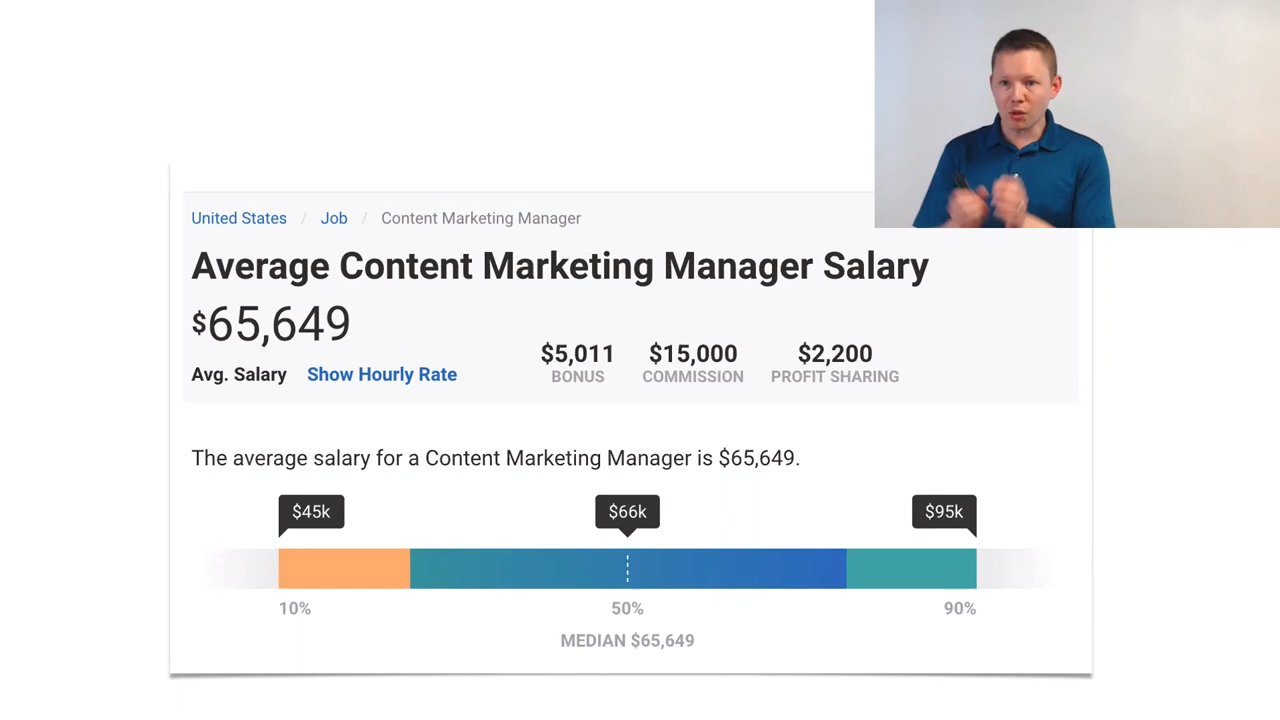 United States / Job / Content Marketing Manager
Average Content Marketing Manager Salary
$65,649
$5,011 $15,000 $2,200
BONUS COMMISSION PROFIT SHARING
Avg. Salary Show Hourly Rate
The average salary for a Content Marketing Manager is $65,649.
$45k $66k $95k
10% 50% 90%
MEDIAN $65,649